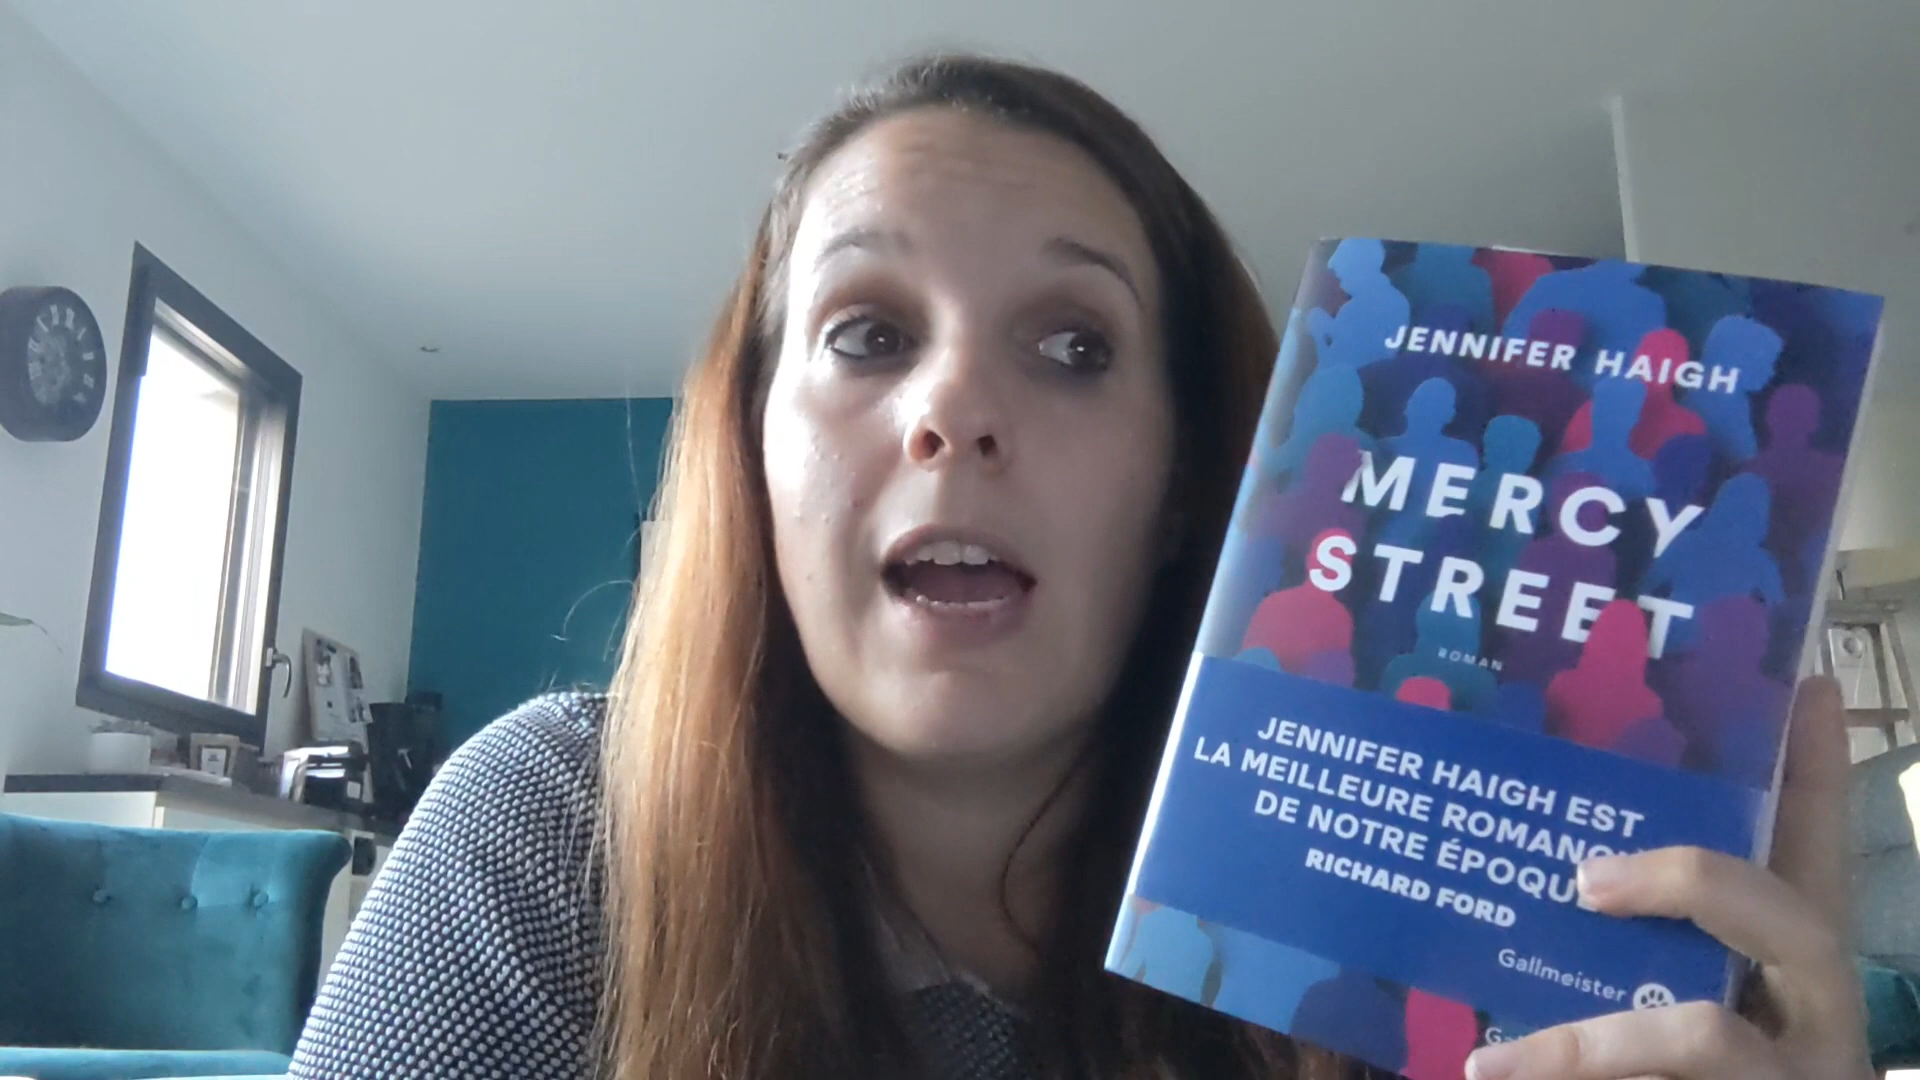 JENNIFER HAIGH
MERCY
STREET
ROMAN
JENNIFER HAIGH EST
LA MEILLEURE
DE NOTRE
RICHARD FORD
Gallmeister